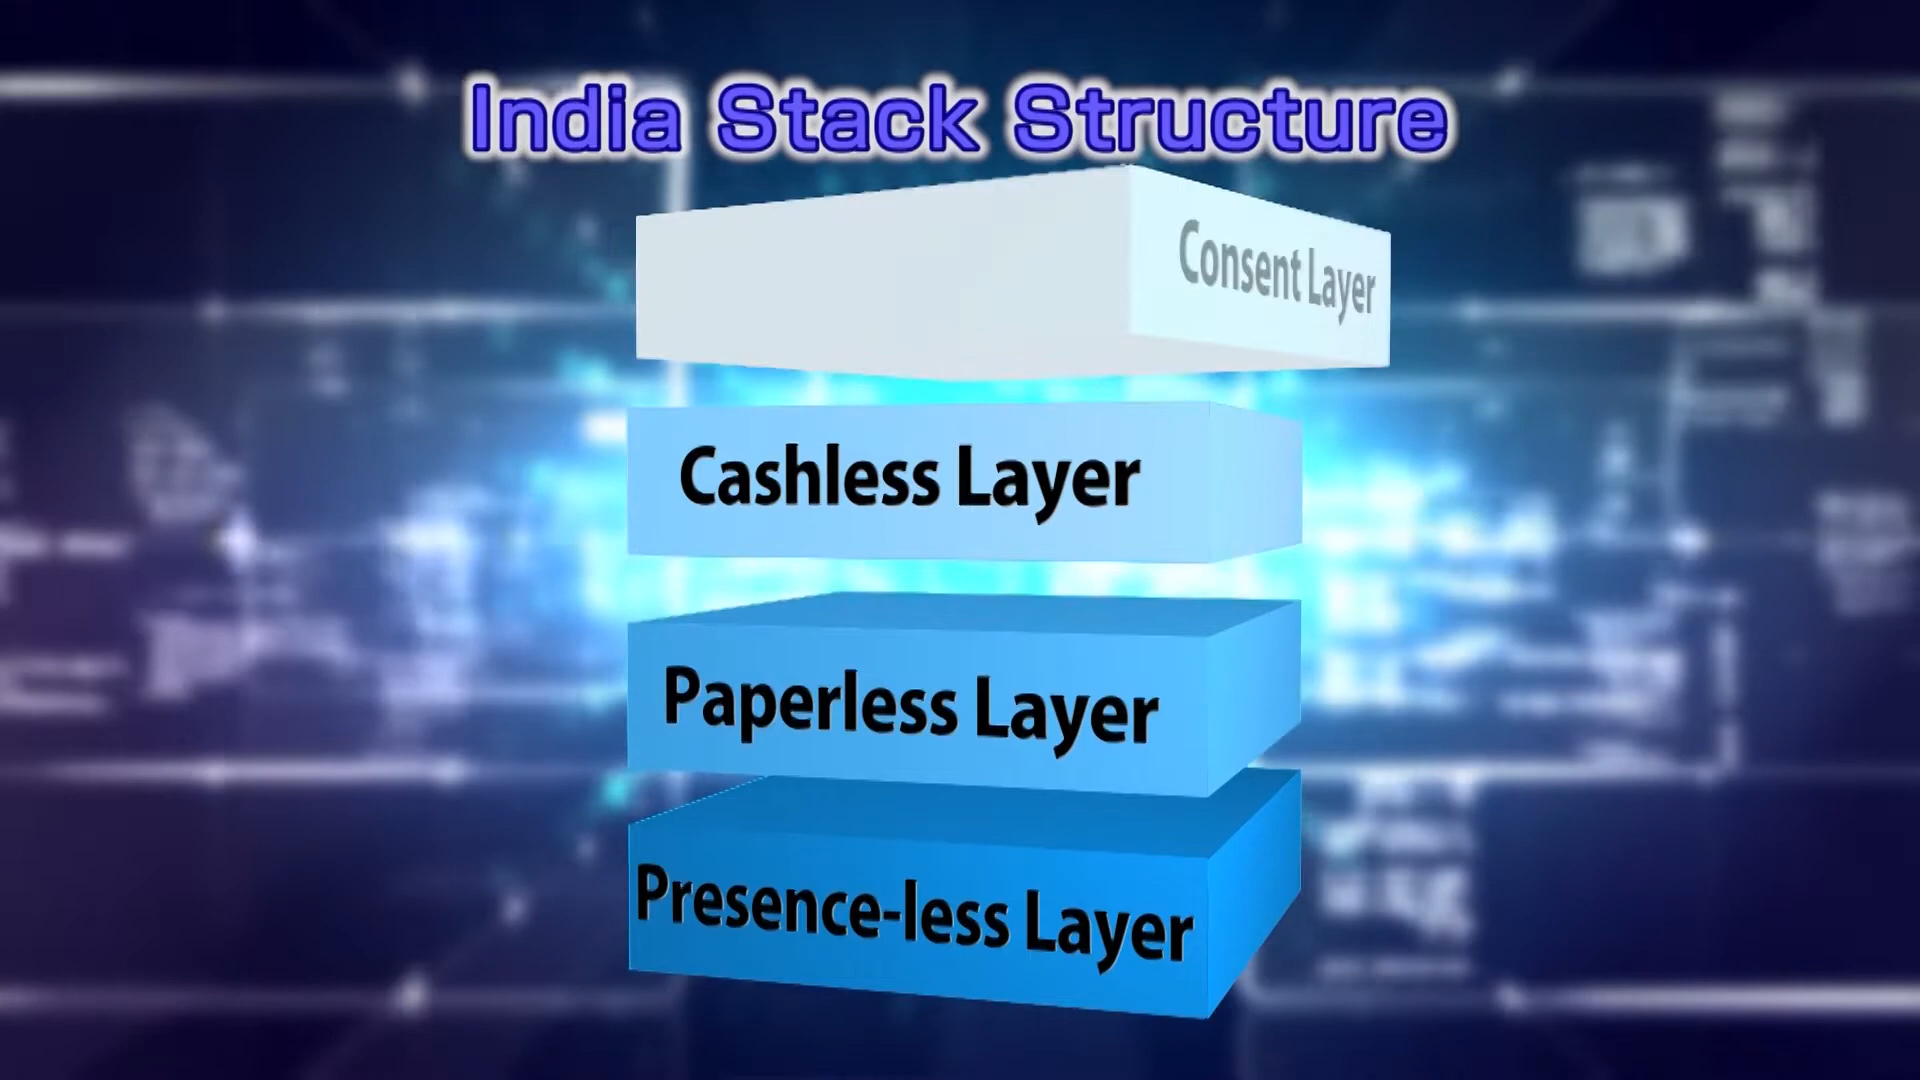 India Stack Structure
Consent Layer
Cashless Layer
Paperless Layer
Presence-less Layer